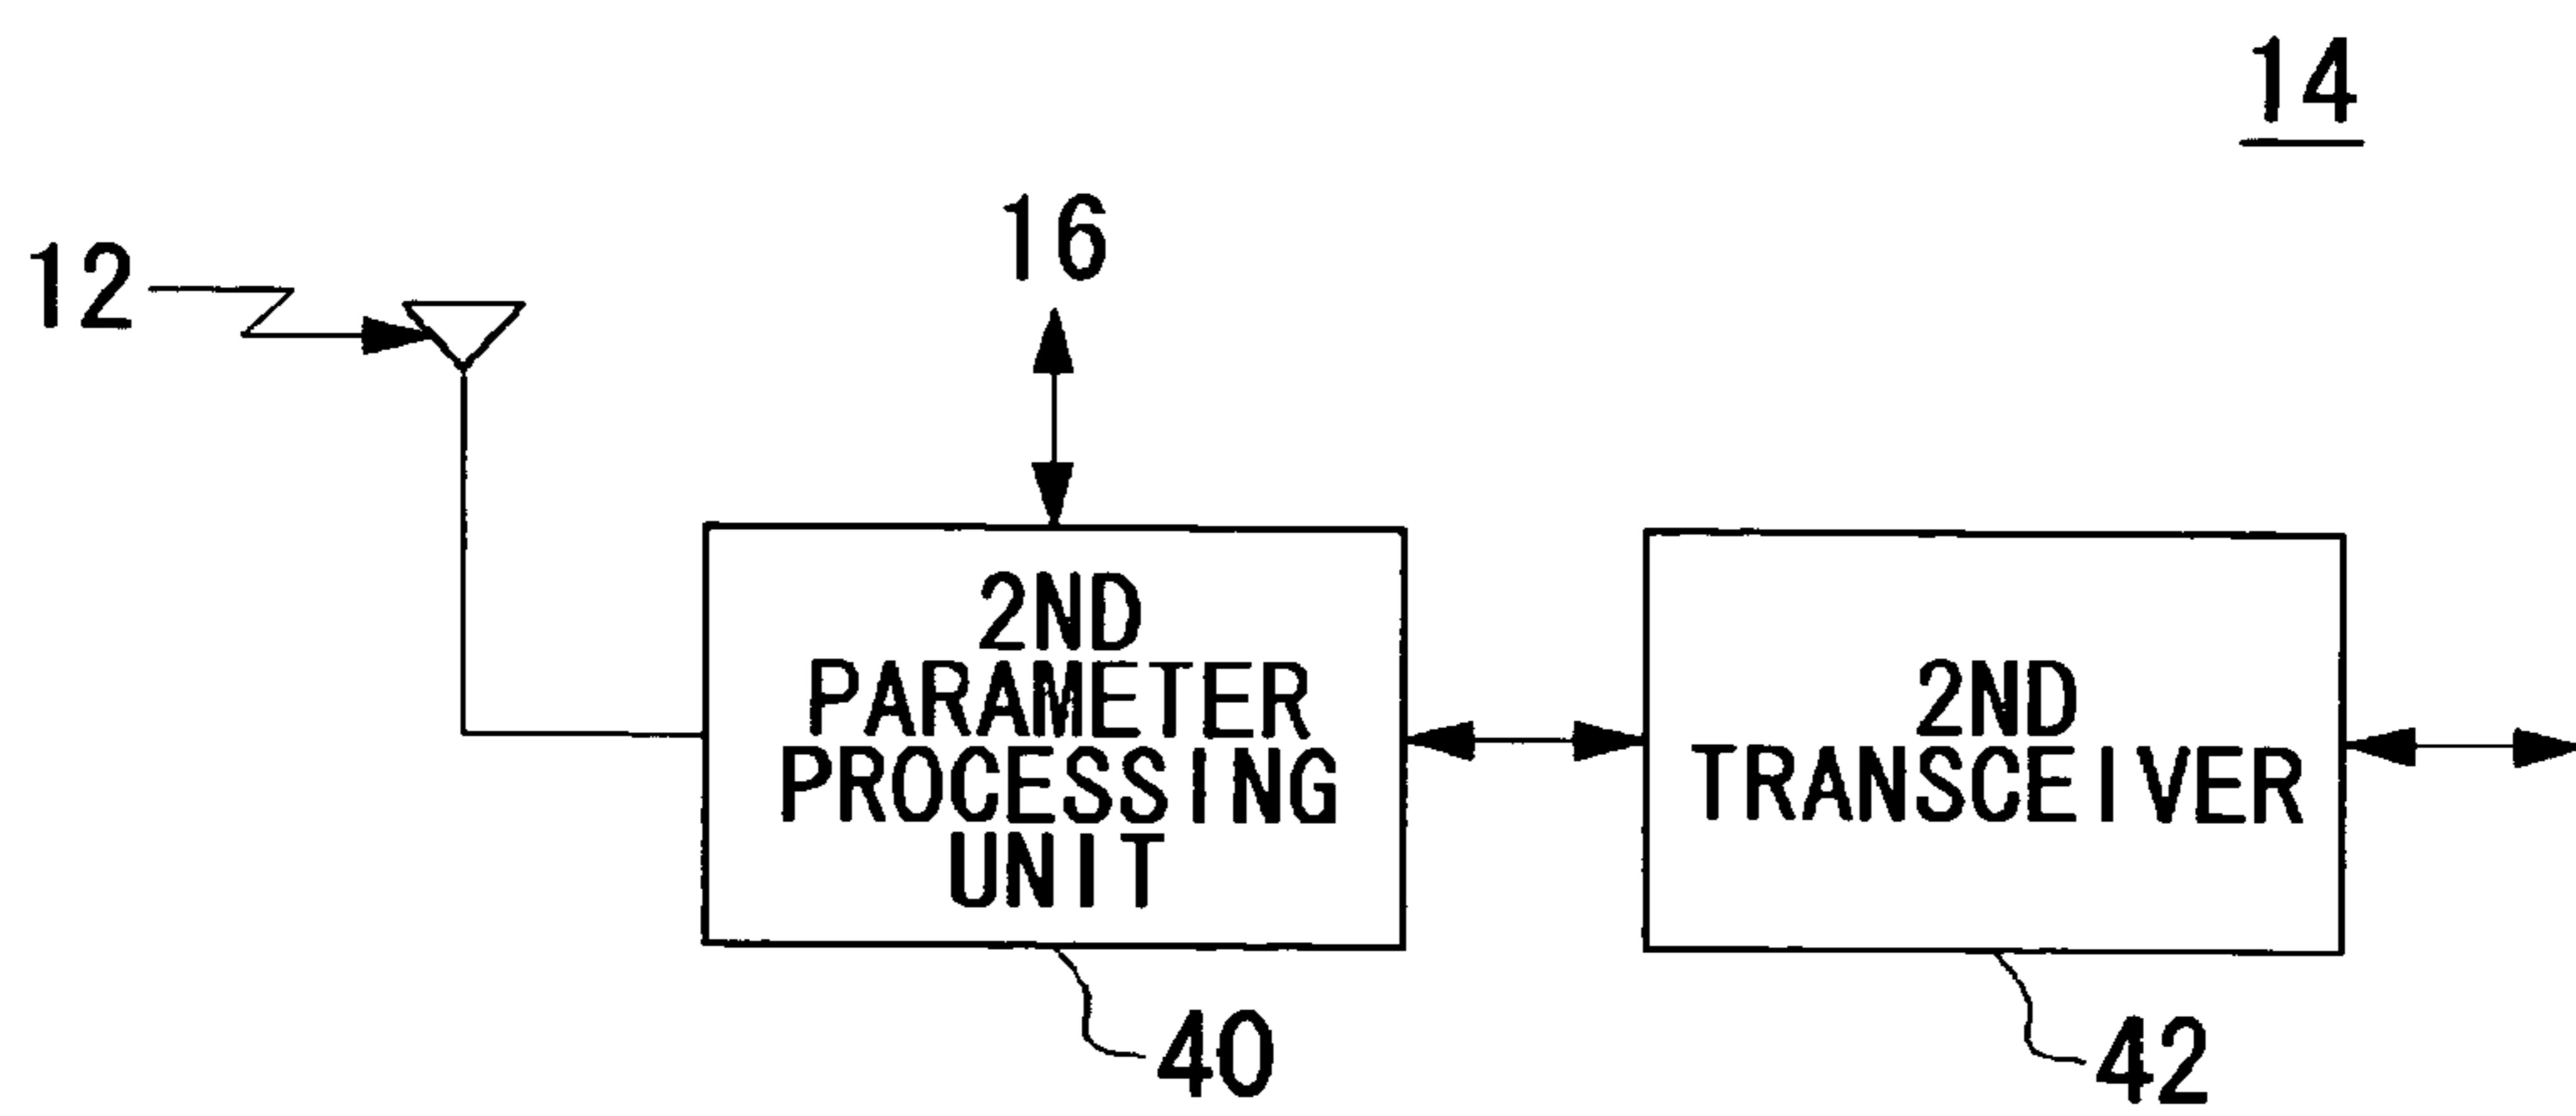 14
16
12
2ND
PARAMETER
PROCESSING
UNIT
2ND
TRANSCEIVER
40
42